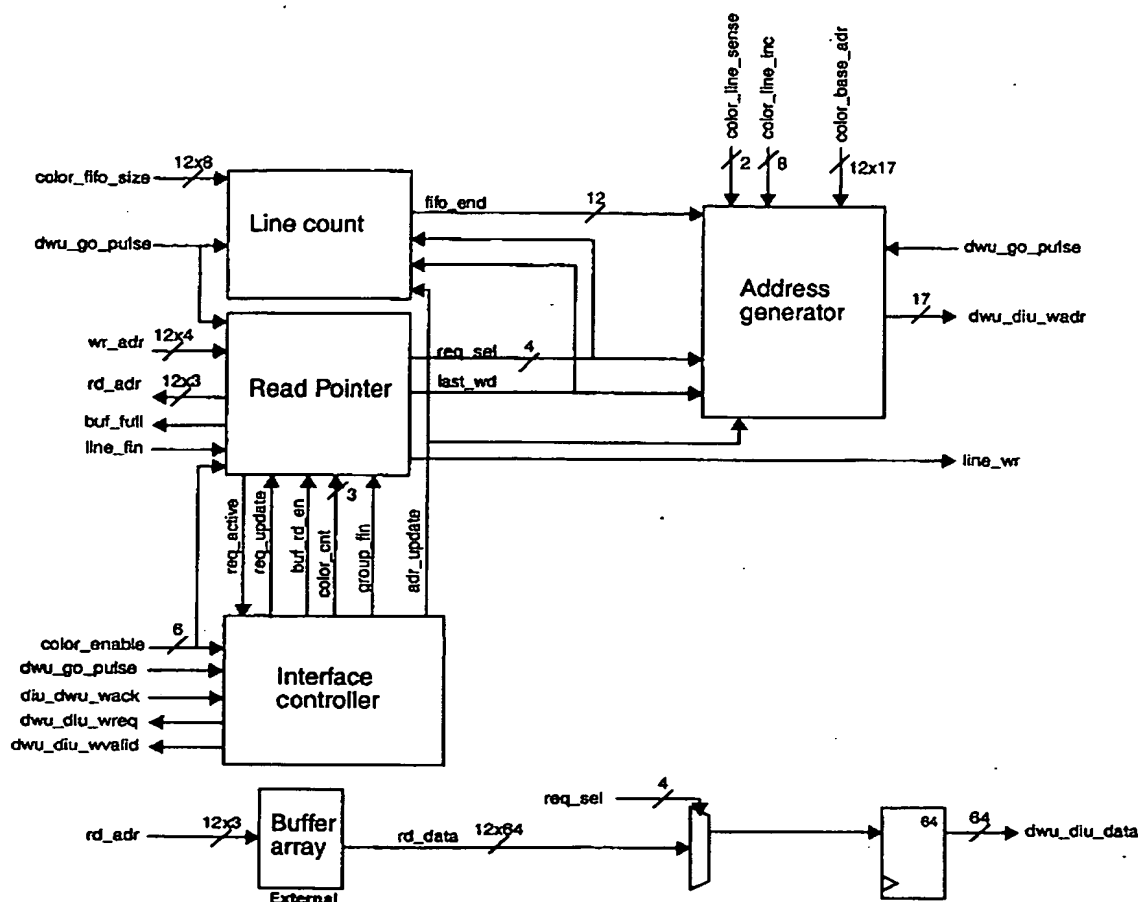 color_line_sense
color_line_inc
color_base_adr
2
8
12x17
color_fifo_size
12x8
Line count
fifo_end
12
dwu_go_pulse
dwu_go_pulse
Address
generator
17
dwu_diu_wadr
wr_adr
12x4
rd_adr
12x3
buf_full
line_fin
Read Pointer
req_sel
4
last_wd
line_wr
req_active
req_update
buf_rd_en
color_cnt
3
group_fin
adr_update
color_enable
6
dwu_go_pulse
diu_dwu_wack
dwu_diu_wreq
dwu_diu_wvalid
Interface
controller
req_sel
4
rd_adr
12x3
Buffer
array
External
rd_data
12x64
64
64
dwu_diu_data